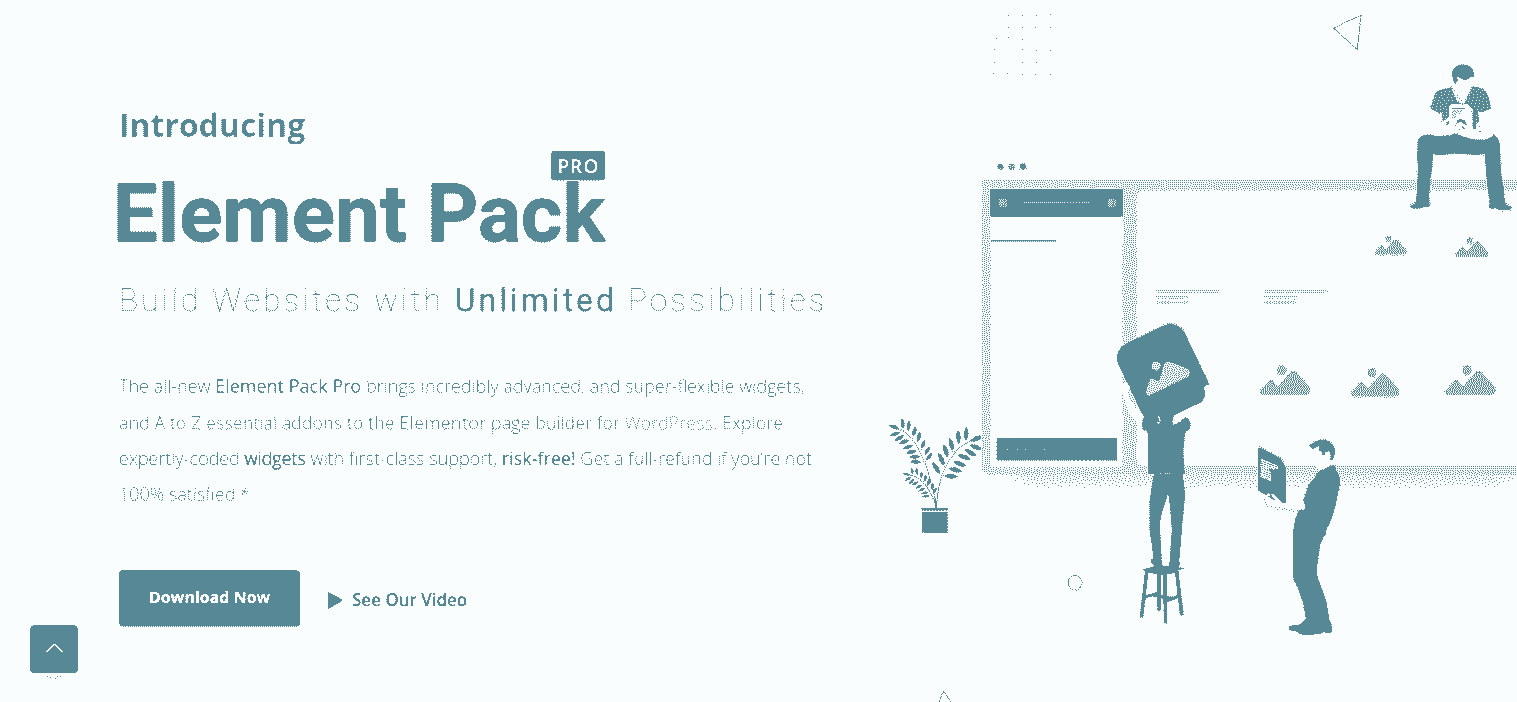 Introducing
PRO
Element Pack
Build Websites with Unlimited Possibilities
The all-new Element Pack Pro brings incredibly advanced, and super-flexible widgets,
and A to Z essential addons to the Elementor page builder for WordPress. Explore
expertly-coded widgets with first-class support, risk-free! Get a full-refund if you're not
100% satisfied *
Download Now
See Our Video